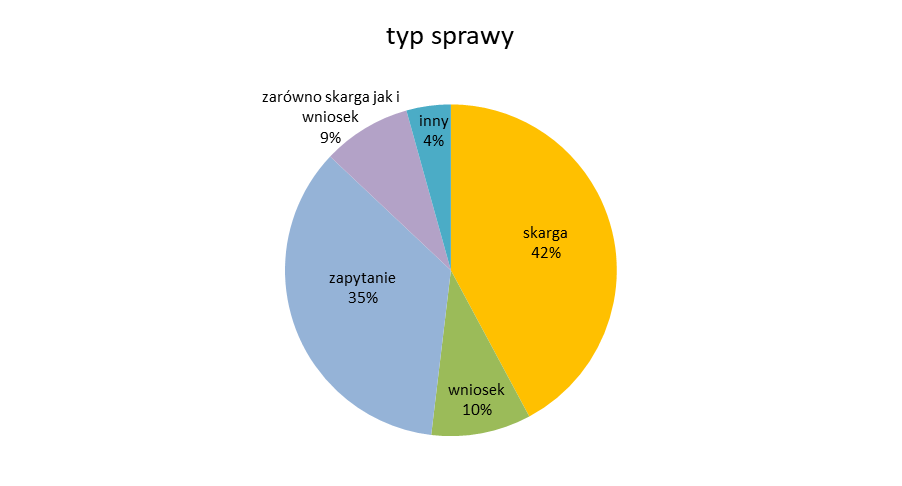 typ sprawy
zarówno skarga jak i
wniosek
9%
inny
4%
skarga
42%
zapytanie
35%
wniosek
10%